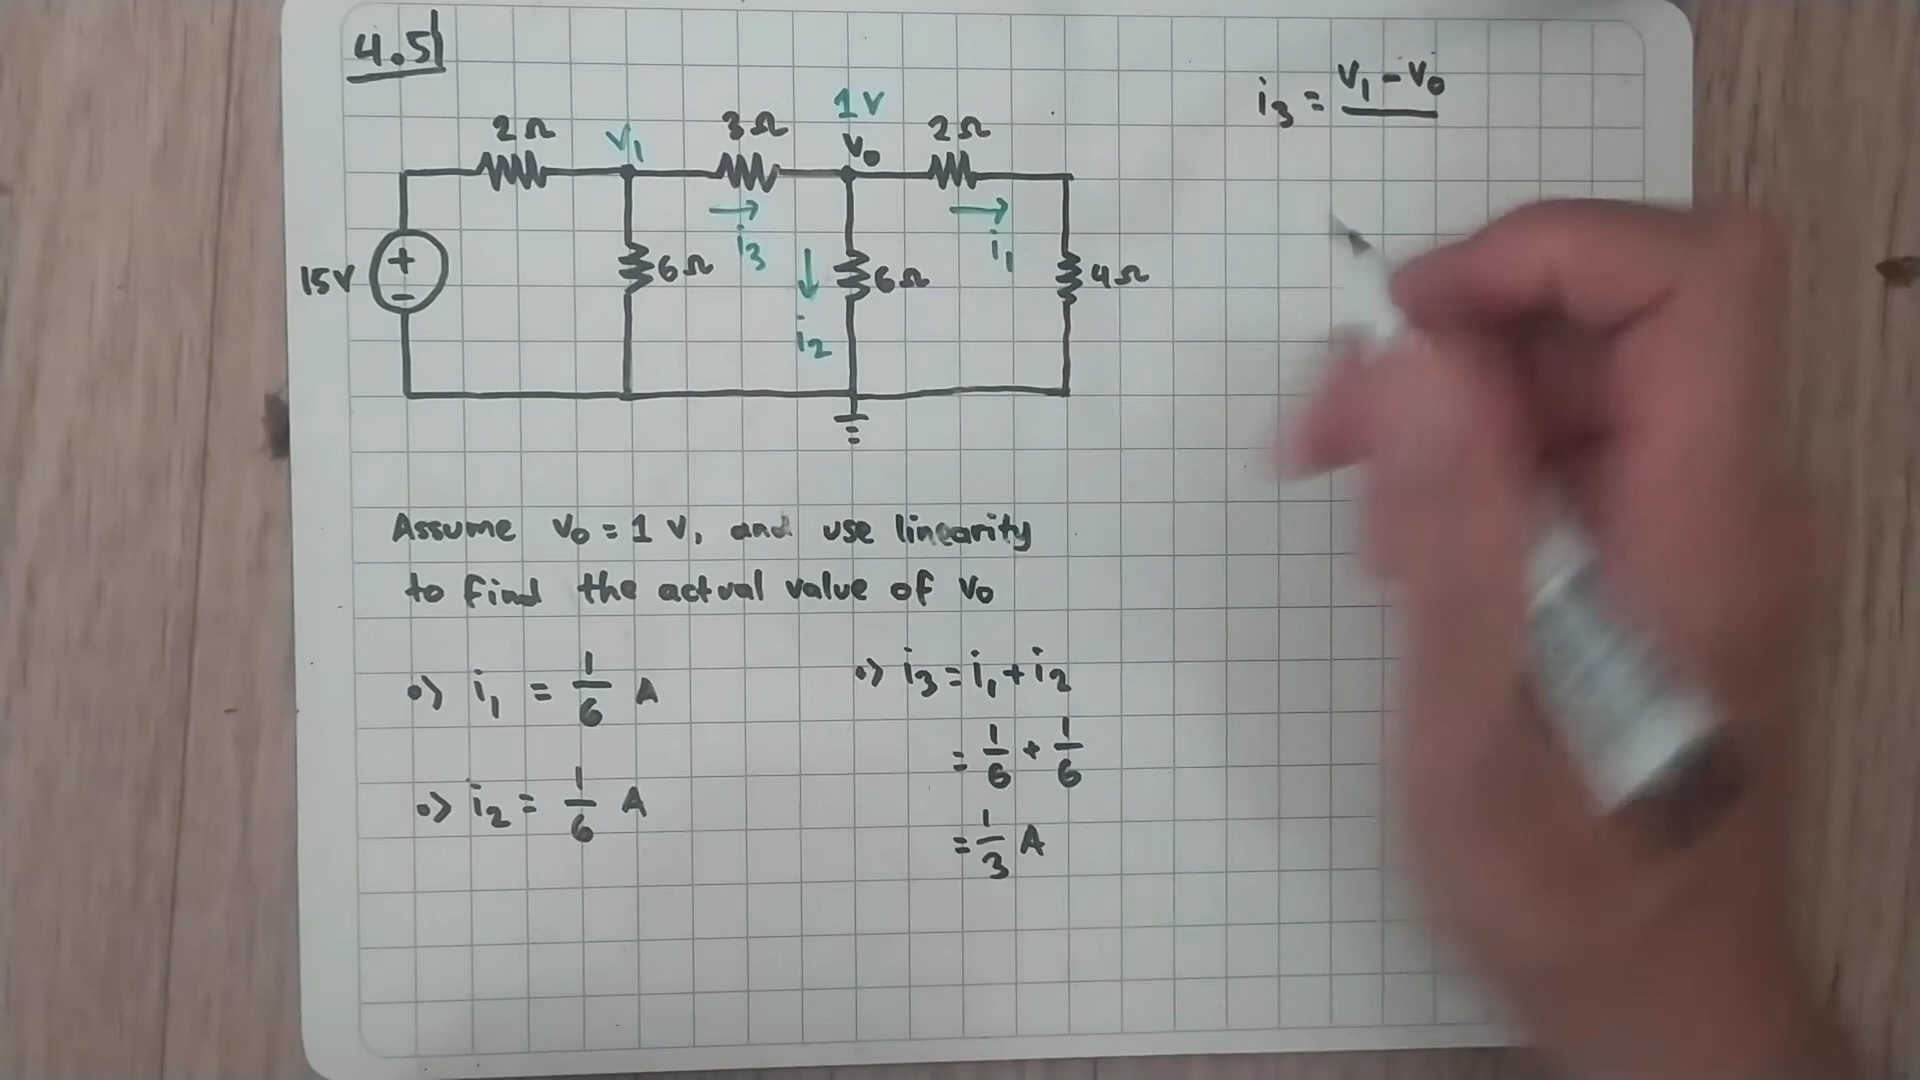 4.5
i₃ = V₁ - V₀
1 V
2Ω V₁ 3Ω V₀ 2Ω
i₃ i₁
15V + - 6Ω 6Ω 4Ω
i₂
Assume V₀ = 1 V, and use linearity
to find the actual value of V₀
•> i₁ = 1/6 A
•> i₃ = i₁ + i₂
= 1/6 + 1/6
•> i₂ = 1/6 A
= 1/3 A